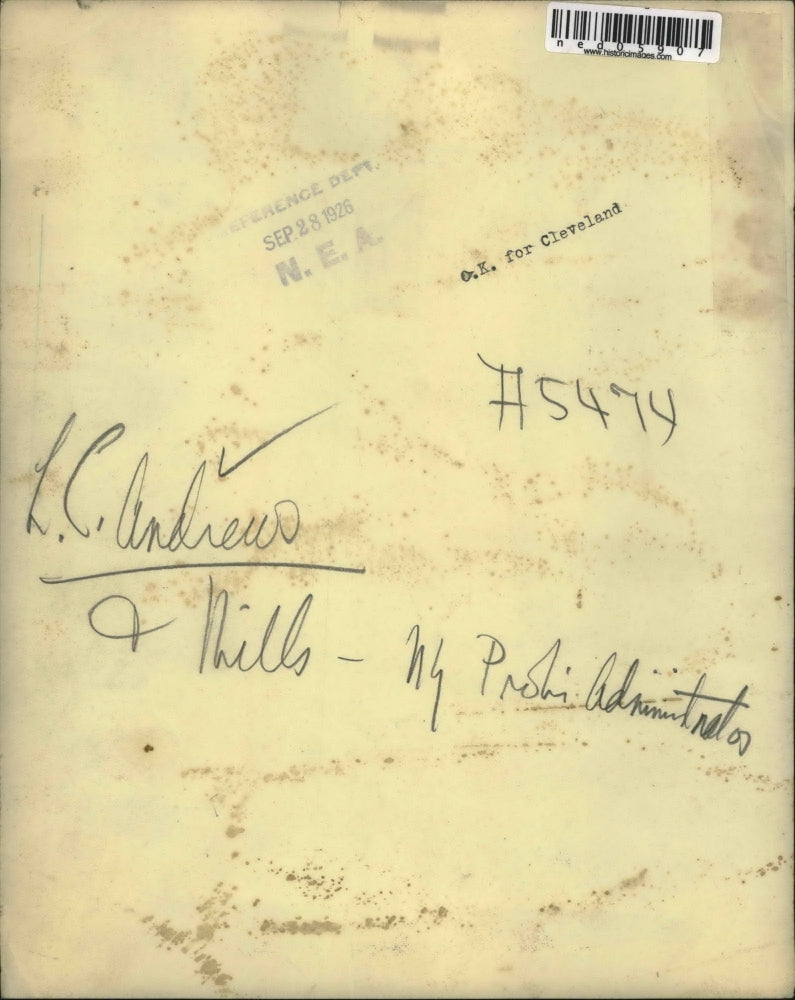 ned05907
www.historicimages.com
REFERENCE DEPT.
SEP 28 1926
N. E. A.
O.K. for Cleveland
#5474
L.C. Andrews
& Mills - NY Prohi Administrator